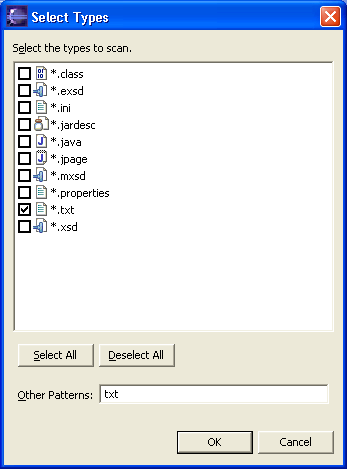 Select Types
Select the types to scan.
*.class
*.exsd
*.ini
*.jardesc
*.java
*.jpage
*.mxsd
*.properties
*.txt
*.xsd
Select All Deselect All
Other Patterns: txt
OK Cancel